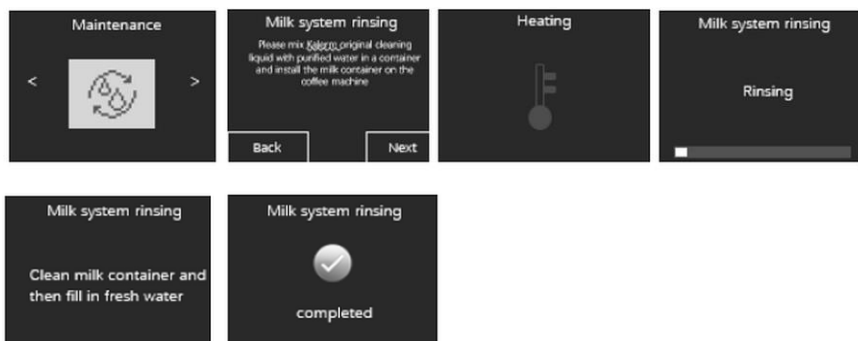 Maintenance
<
>
Milk system rinsing
Please mix Kalerm original cleaning
liquid with purified water in a container
and install the milk container on the
coffee machine
Back
Next
Heating
Milk system rinsing
Rinsing
Milk system rinsing
Clean milk container and
then fill in fresh water
Milk system rinsing
completed